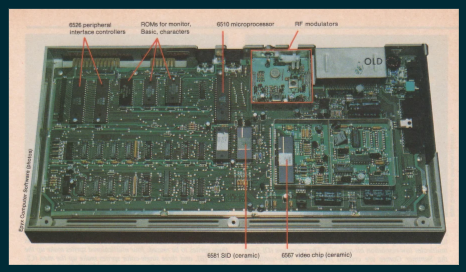 6526 peripheral
interface controllers
ROMs for monitor,
Basic, characters
6510 microprocessor
RF modulators
OLD
Epyx Computer Software (photos)
6581 SID (ceramic)
6567 video chip (ceramic)